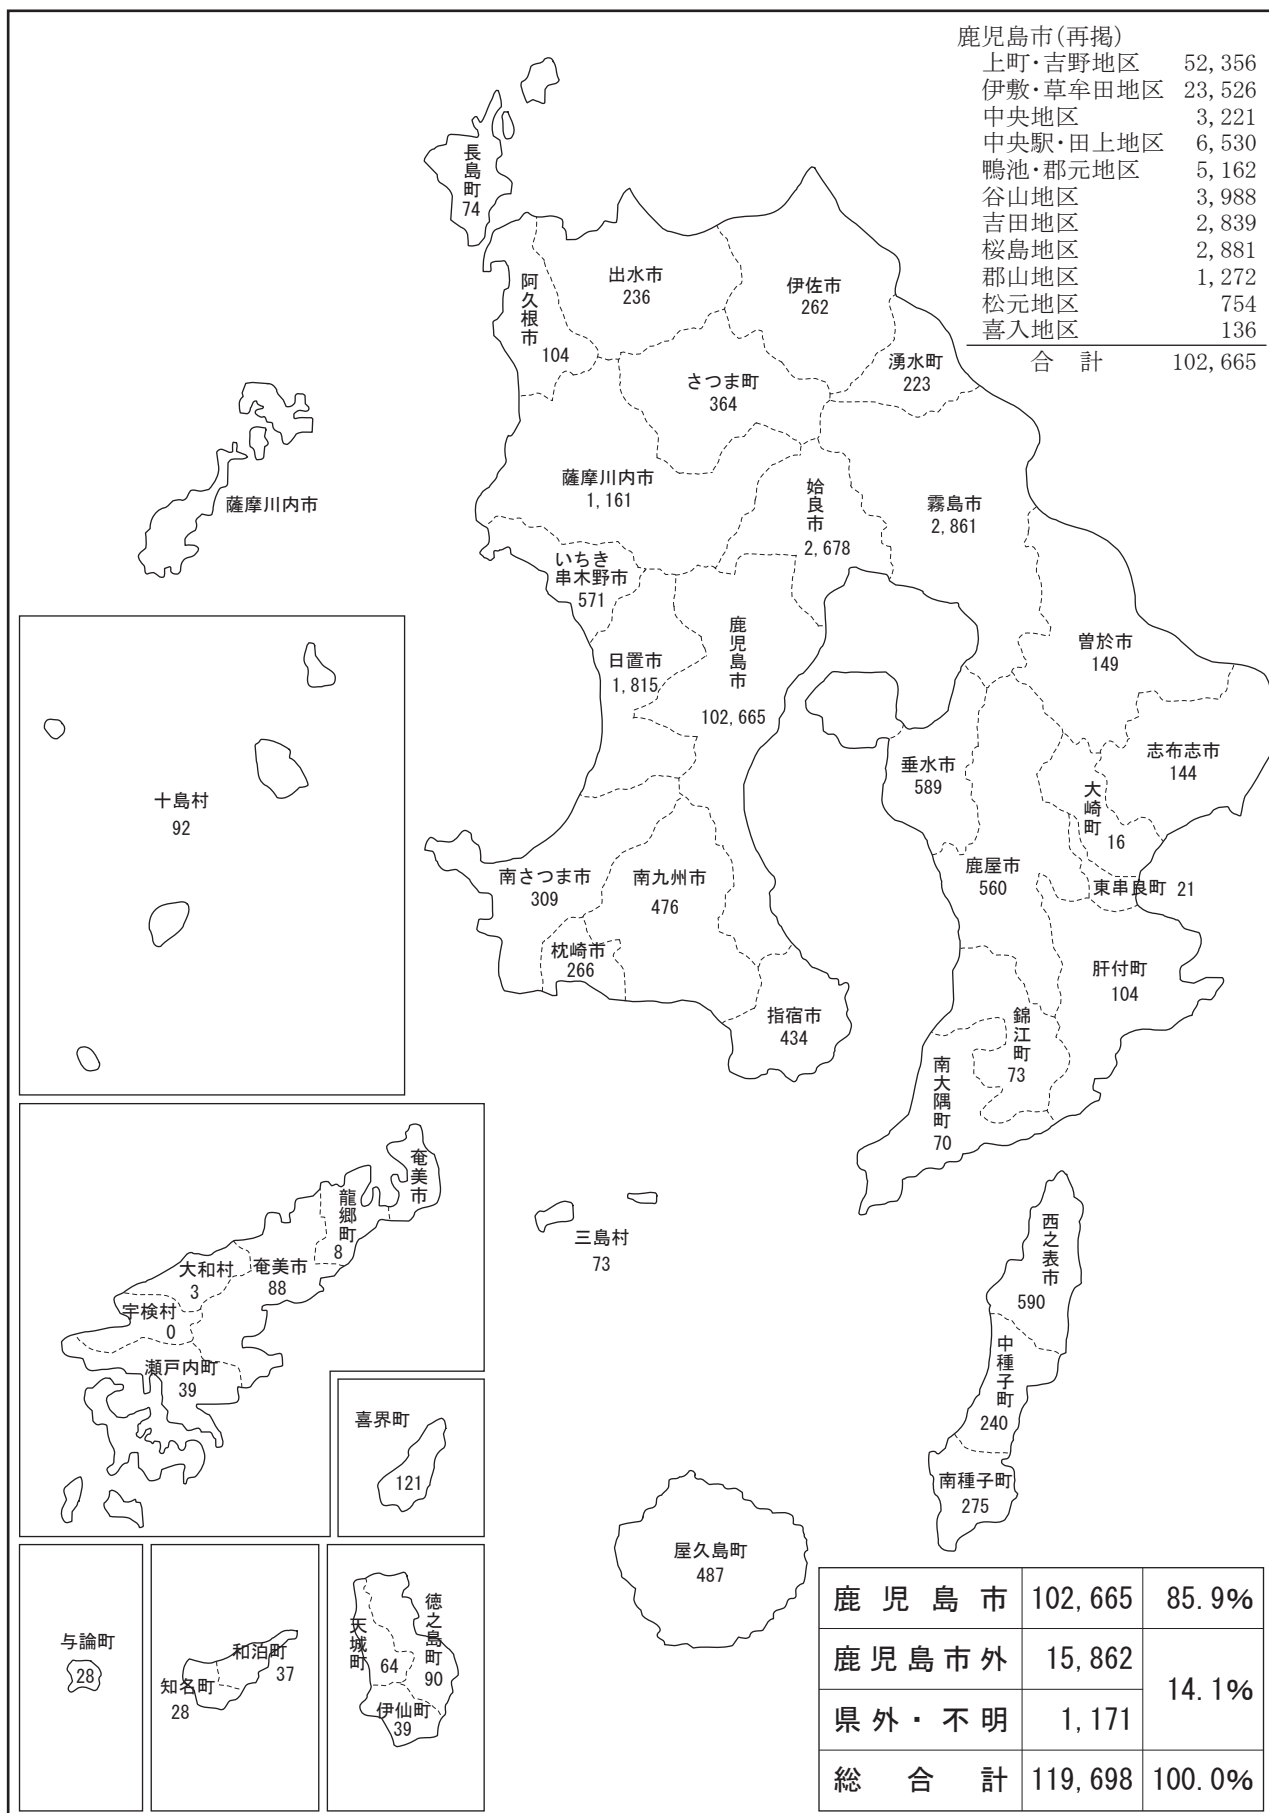 鹿児島市(再掲)
上町・吉野地区 52,356
伊敷・草牟田地区 23,526
中央地区 3,221
中央駅・田上地区 6,530
鴨池・郡元地区 5,162
谷山地区 3,988
吉田地区 2,839
桜島地区 2,881
郡山地区 1,272
松元地区 754
喜入地区 136
合 計 102,665
長島町
74
出水市
236
伊佐市
262
阿久根市
104
湧水町
223
さつま町
364
薩摩川内市
1,161
薩摩川内市
姶良市
2,678
霧島市
2,861
いちき
串木野市
571
日置市
1,815
鹿児島市
102,665
曽於市
149
志布志市
144
垂水市
589
大崎町
16
十島村
92
鹿屋市
560
東串良町 21
南さつま市
309
南九州市
476
枕崎市
266
肝付町
104
指宿市
434
錦江町
73
南大隅町
70
奄美市
龍郷町
8
大和村
3
奄美市
88
宇検村
0
瀬戸内町
39
三島村
73
西之表市
590
中種子町
240
南種子町
275
喜界町
121
屋久島町
487
与論町
28
和泊町
37
知名町
28
天城町
64
徳之島町
90
伊仙町
39
鹿児島市 102,665 85.9%
鹿児島市外 15,862
14.1%
県外・不明 1,171
総合計 119,698 100.0%